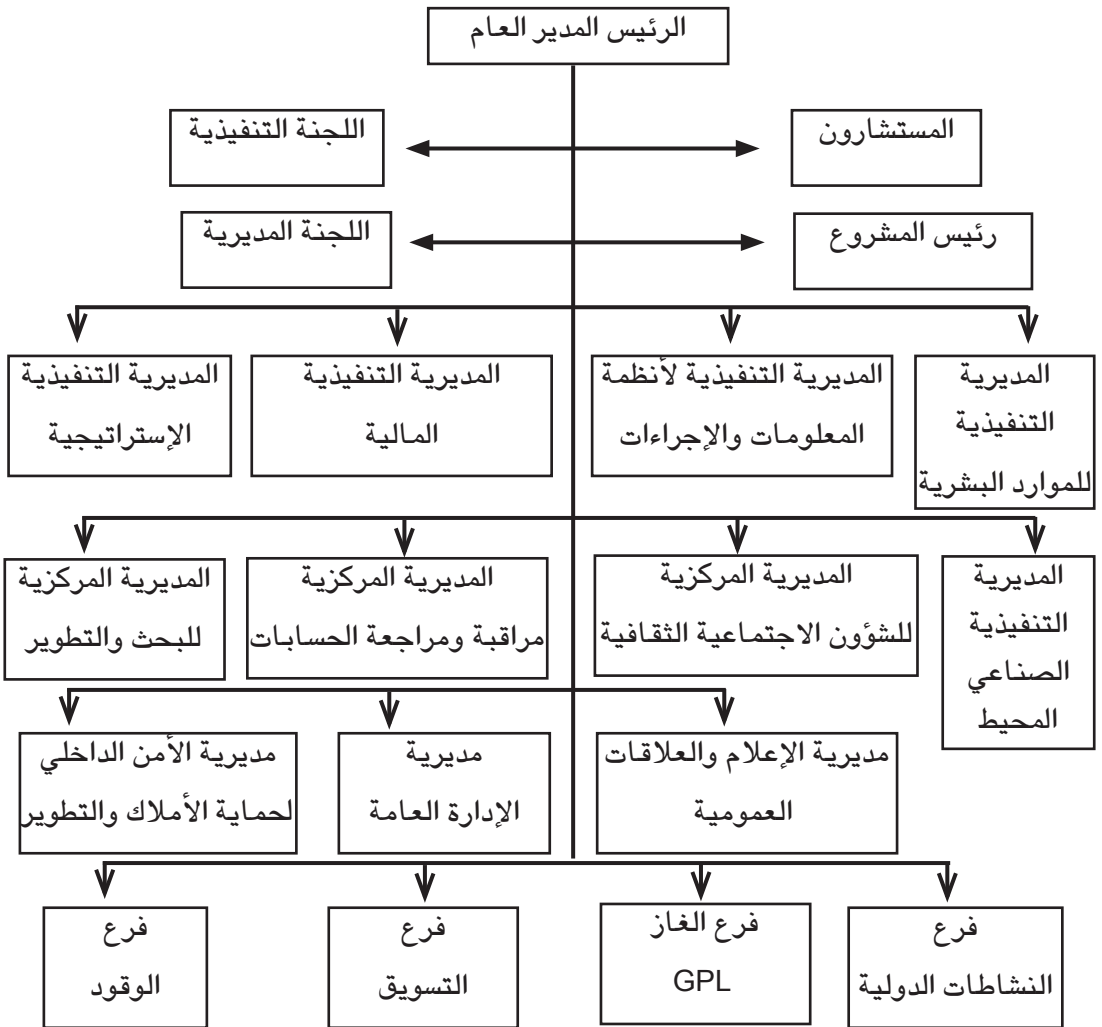 الرئيس المدير العام
المستشارون
اللجنة التنفيذية
رئيس المشروع
اللجنة المديرية
المديرية
التنفيذية
للموارد البشرية
المديرية التنفيذية لأنظمة
المعلومات والإجراءات
المديرية التنفيذية
المالية
المديرية التنفيذية
الإستراتيجية
المديرية
التنفيذية
الصناعي
المحيط
المديرية المركزية
للشؤون الاجتماعية الثقافية
المديرية المركزية
مراقبة ومراجعة الحسابات
المديرية المركزية
للبحث والتطوير
مديرية الإعلام والعلاقات
العمومية
مديرية
الإدارة العامة
مديرية الأمن الداخلي
لحماية الأملاك والتطوير
فرع
النشاطات الدولية
فرع الغاز
GPL
فرع
التسويق
فرع
الوقود